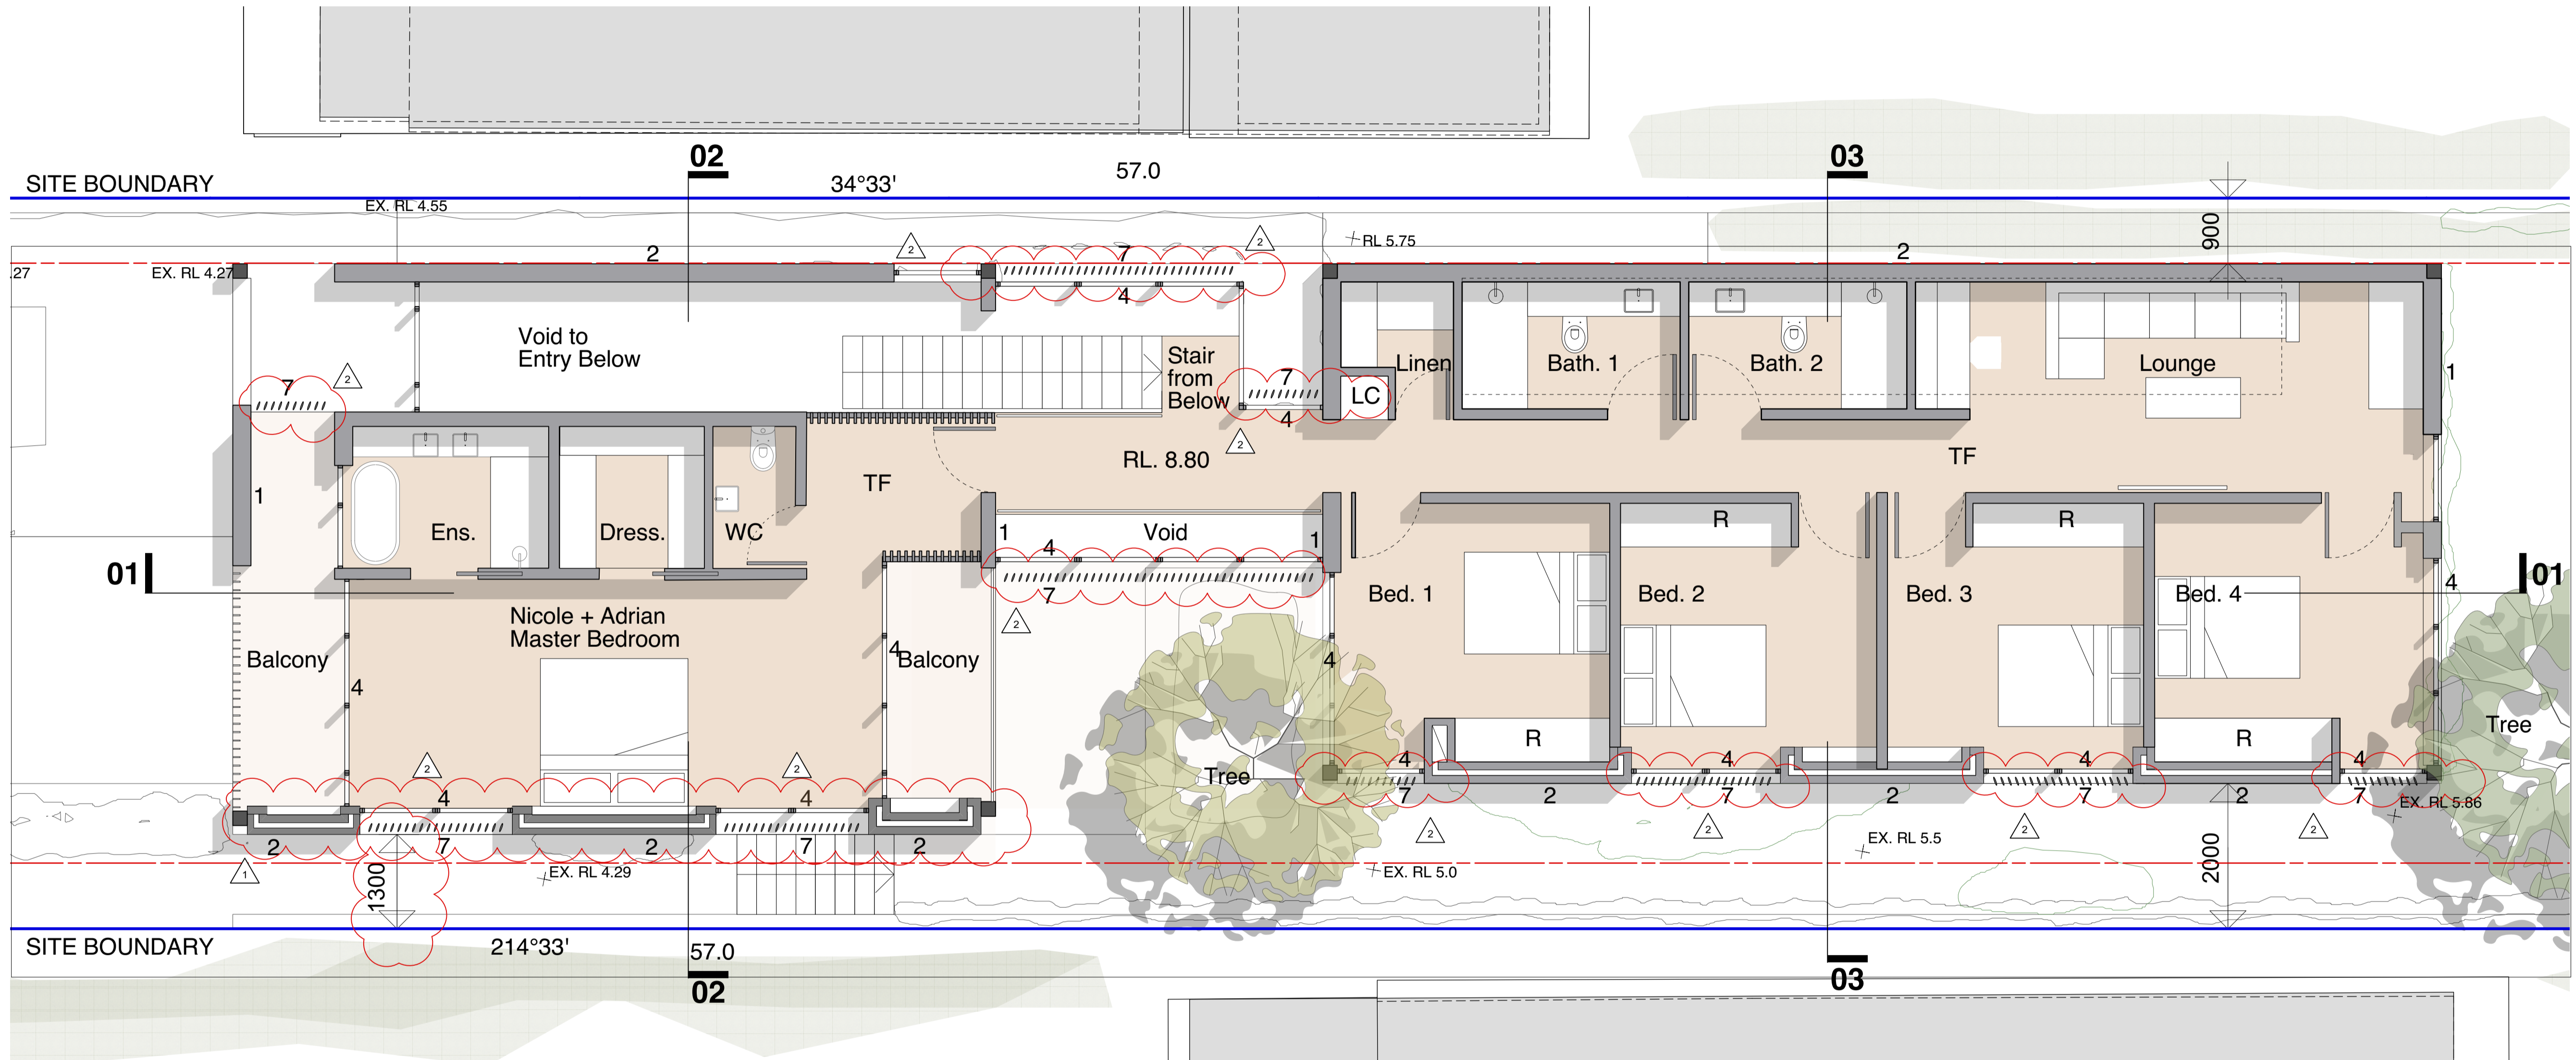 02
03
57.0
SITE BOUNDARY
34°33'
EX. RL 4.55
900
RL 5.75
2
2
2
7
2
.27
EX. RL 4.27
4
Void to
Entry Below
Stair
from
Below
Linen
Bath. 1
Bath. 2
Lounge
1
7
2
7
LC
4
2
RL. 8.80
TF
TF
1
Ens.
Dress.
WC
1
Void
1
R
R
4
7
01
01
4
2
Nicole + Adrian
Master Bedroom
Bed. 1
Bed. 2
Bed. 3
Bed. 4
Balcony
4
Balcony
4
4
Tree
R
R
2
2
4
4
4
4
4
4
Tree
7
2
7
2
7
2
7
EX. RL 5.86
2
7
2
7
2
2
2
2
2
1
EX. RL 4.29
EX. RL 5.0
EX. RL 5.5
1300
2000
SITE BOUNDARY
214°33'
57.0
02
03